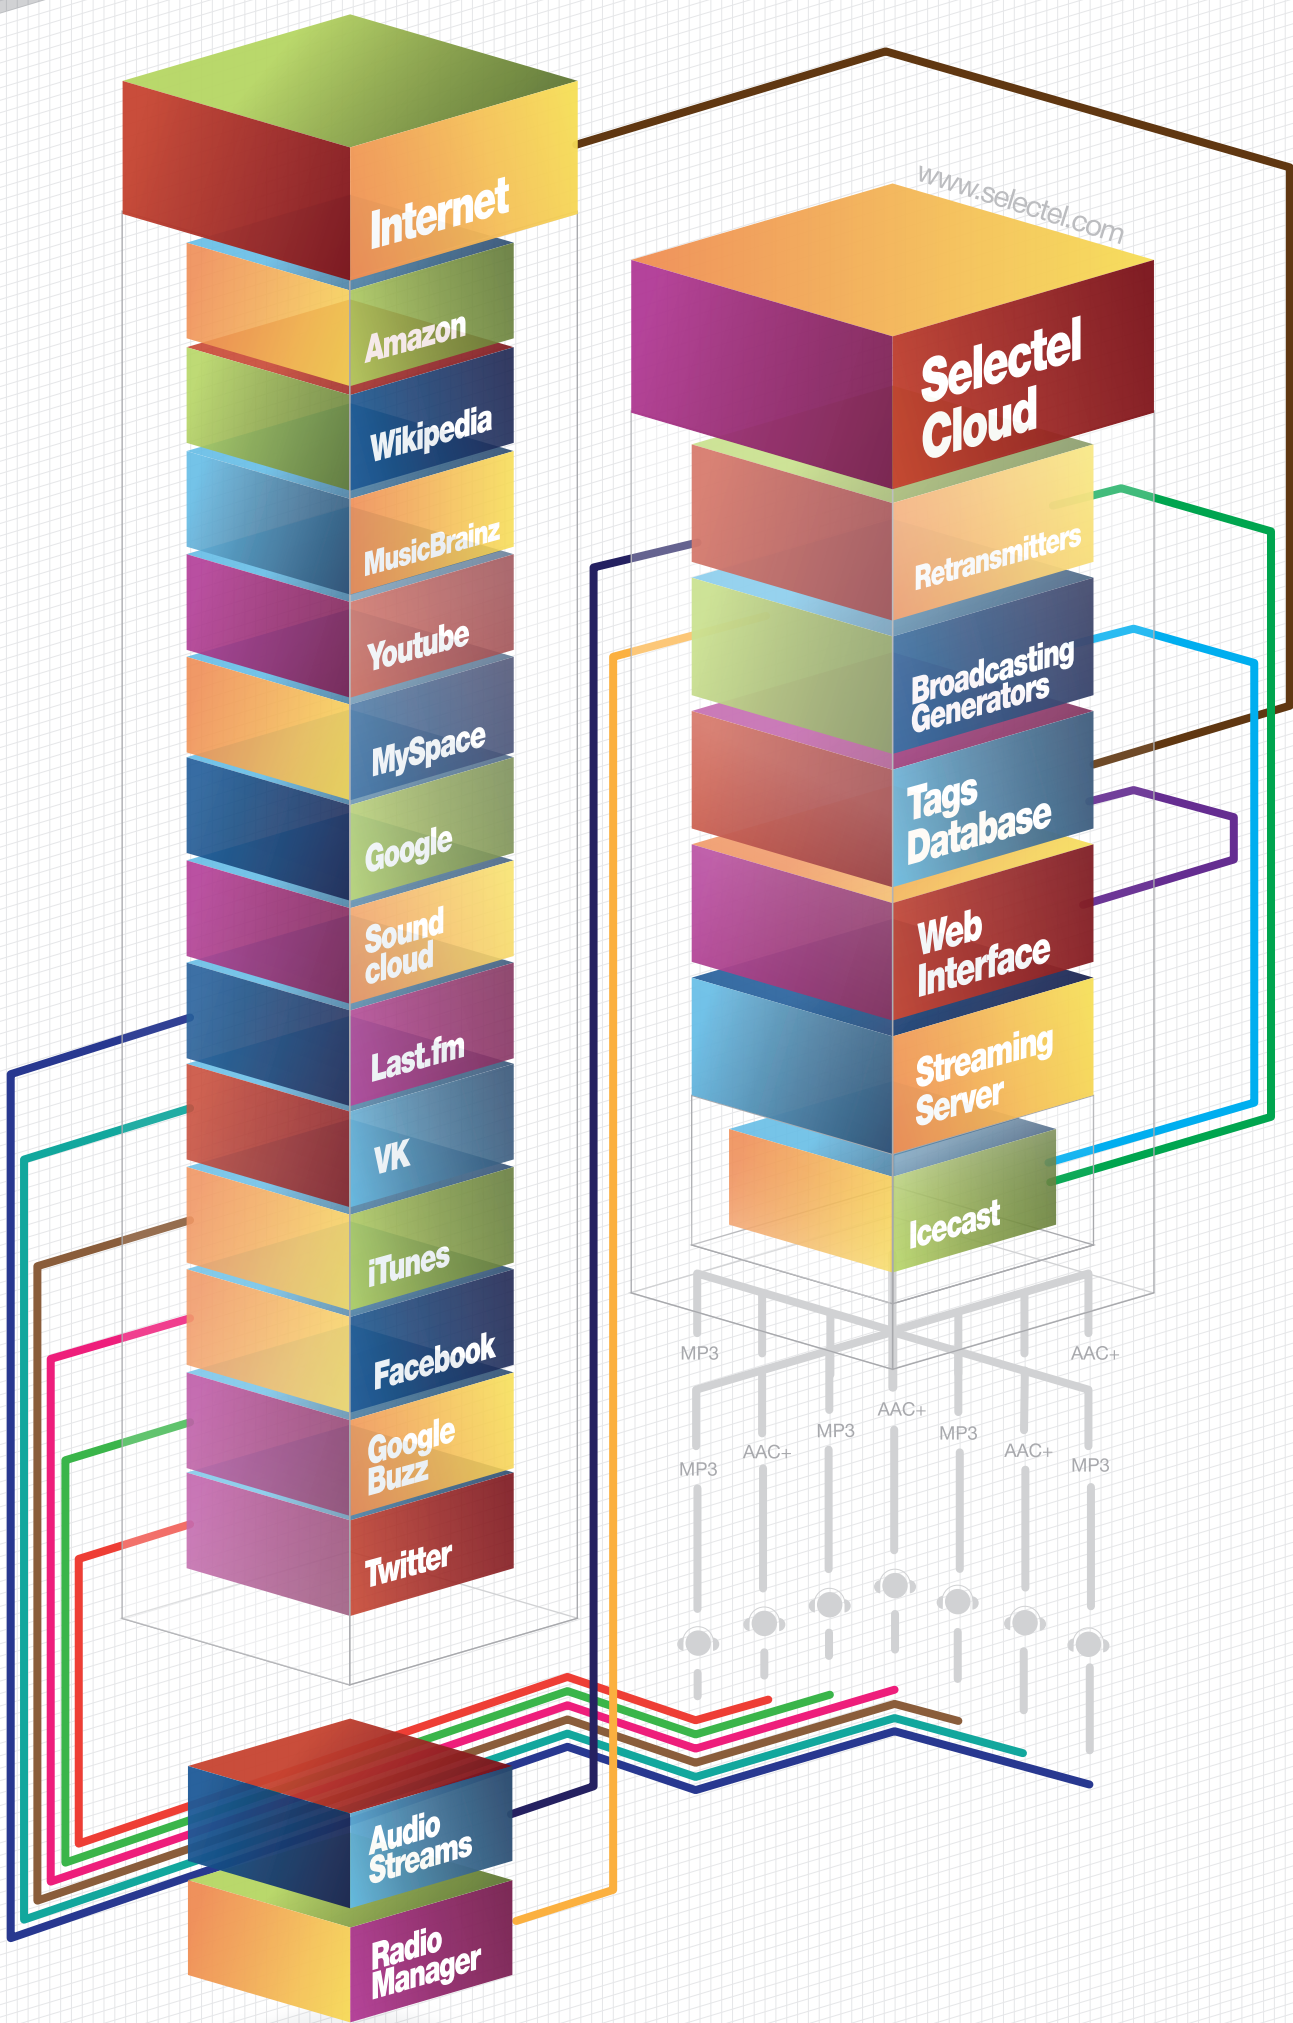 Internet
Amazon
Wikipedia
MusicBrainz
Youtube
MySpace
Google
Sound
cloud
Last.fm
VK
iTunes
Facebook
Google
Buzz
Twitter
Audio
Streams
Radio
Manager
www.selectel.com
Selectel
Cloud
Retransmitters
Broadcasting
Generators
Tags
Database
Web
Interface
Streaming
Server
Icecast
MP3
AAC+
AAC+
MP3
MP3
AAC+
AAC+
MP3
MP3